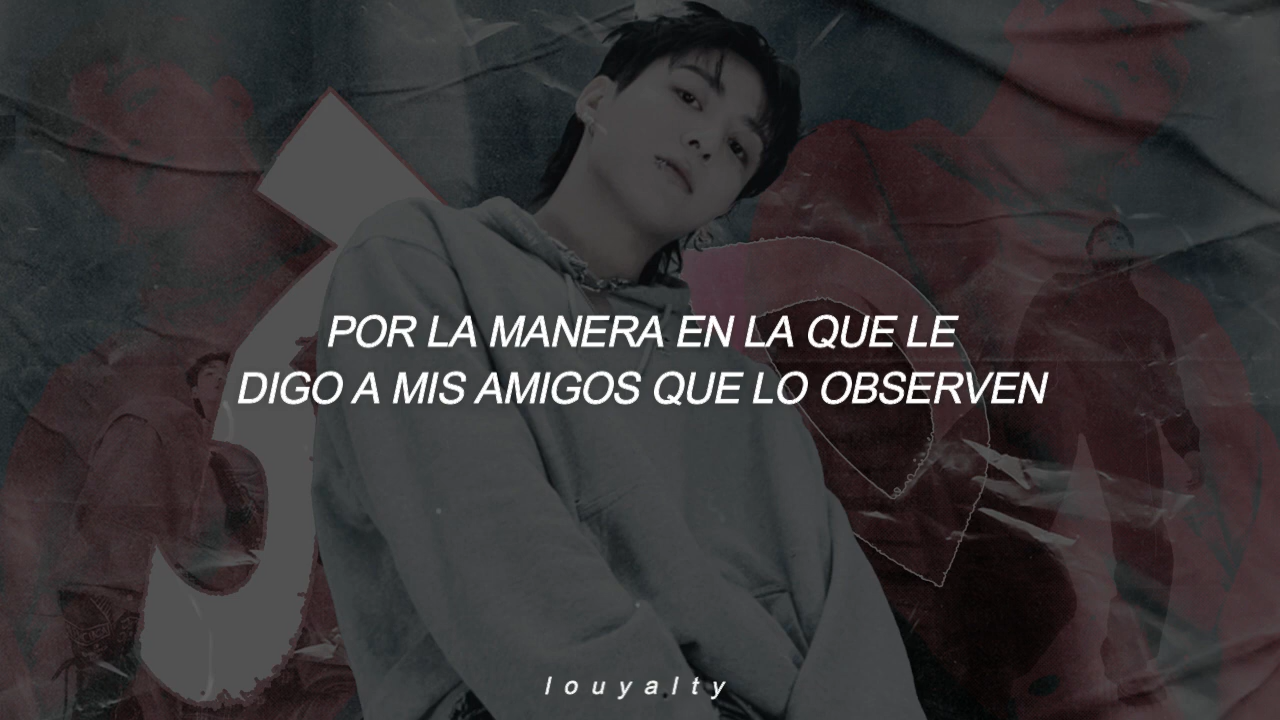 POR LA MANERA EN LA QUE LE
DIGO A MIS AMIGOS QUE LO OBSERVEN
louyalty